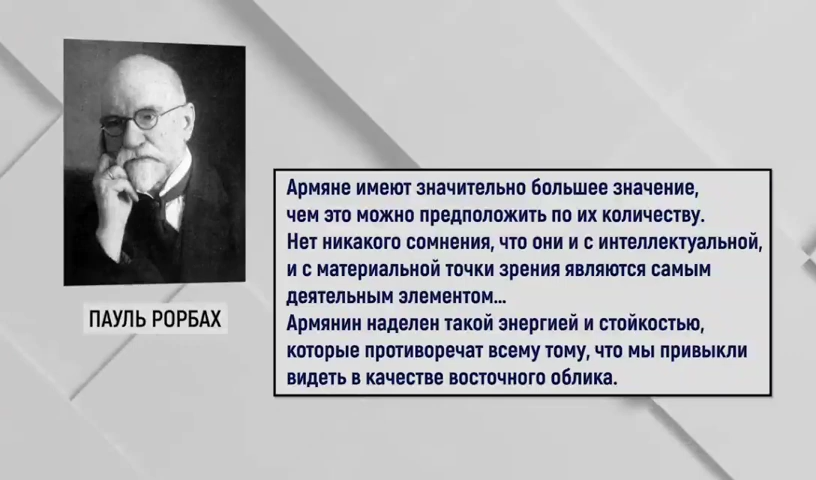 Армяне имеют значительно большее значение,
чем это можно предположить по их количеству.
Нет никакого сомнения, что они и с интеллектуальной,
и с материальной точки зрения являются самым
деятельным элементом...
Армянин наделен такой энергией и стойкостью,
которые противоречат всему тому, что мы привыкли
видеть в качестве восточного облика.
ПАУЛЬ РОРБАХ